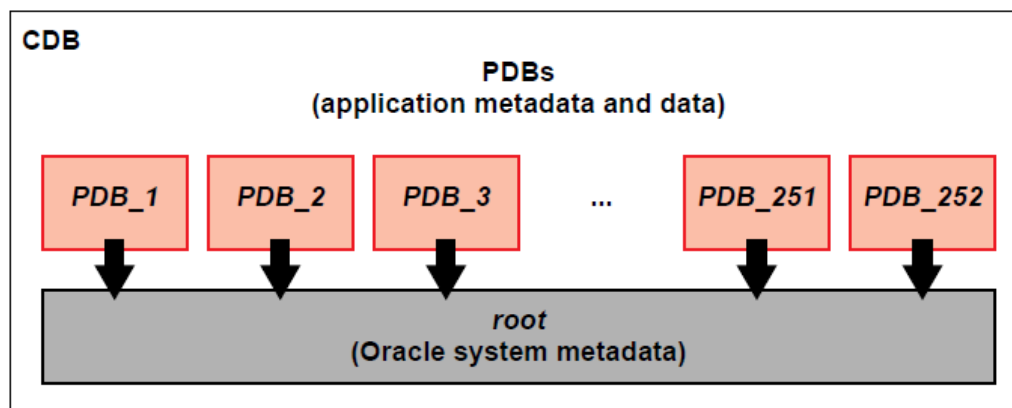 CDB
PDBs
(application metadata and data)
PDB_1 PDB_2 PDB_3 ... PDB_251 PDB_252
root
(Oracle system metadata)